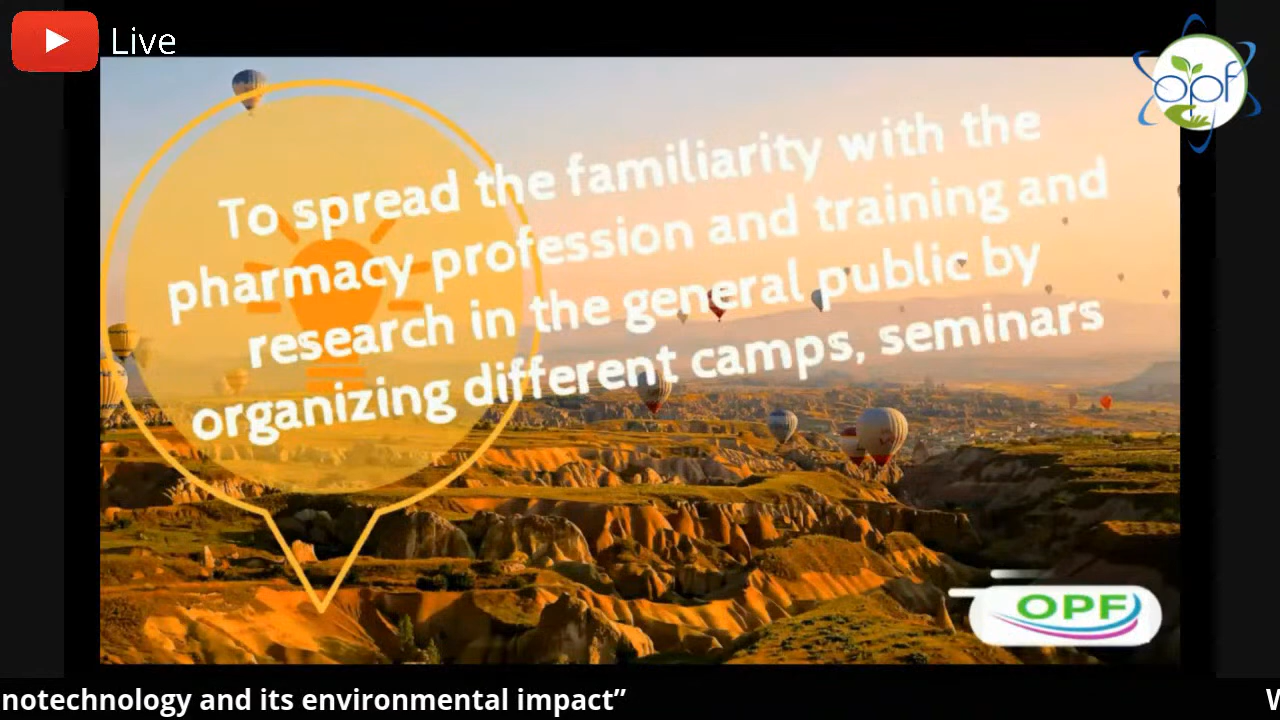 Live
opf
To spread the familiarity with the
pharmacy profession and training and
research in the general public by
organizing different camps, seminars
OPF
notechnology and its environmental impact”
W